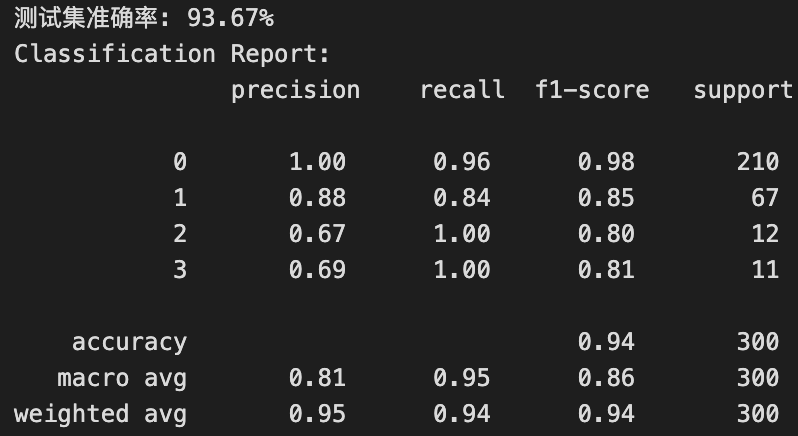 测试集准确率: 93.67%
Classification Report:
precision recall f1-score support
0 1.00 0.96 0.98 210
1 0.88 0.84 0.85 67
2 0.67 1.00 0.80 12
3 0.69 1.00 0.81 11
accuracy 0.94 300
macro avg 0.81 0.95 0.86 300
weighted avg 0.95 0.94 0.94 300